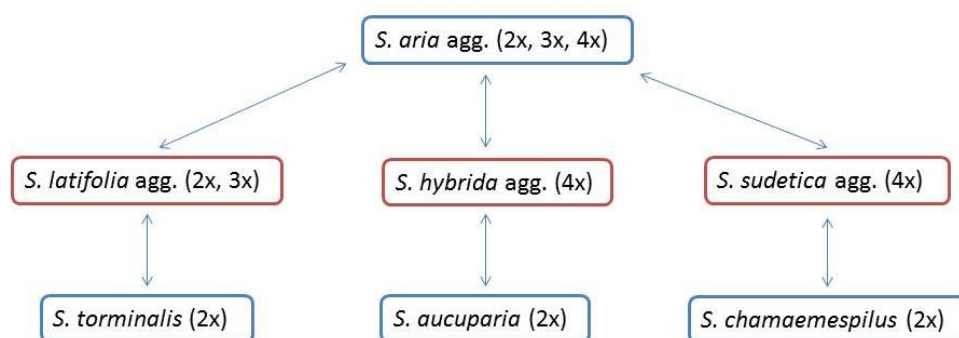 S. aria agg. (2x, 3x, 4x)
S. latifolia agg. (2x, 3x)
S. hybrida agg. (4x)
S. sudetica agg. (4x)
S. torminalis (2x)
S. aucuparia (2x)
S. chamaemespilus (2x)